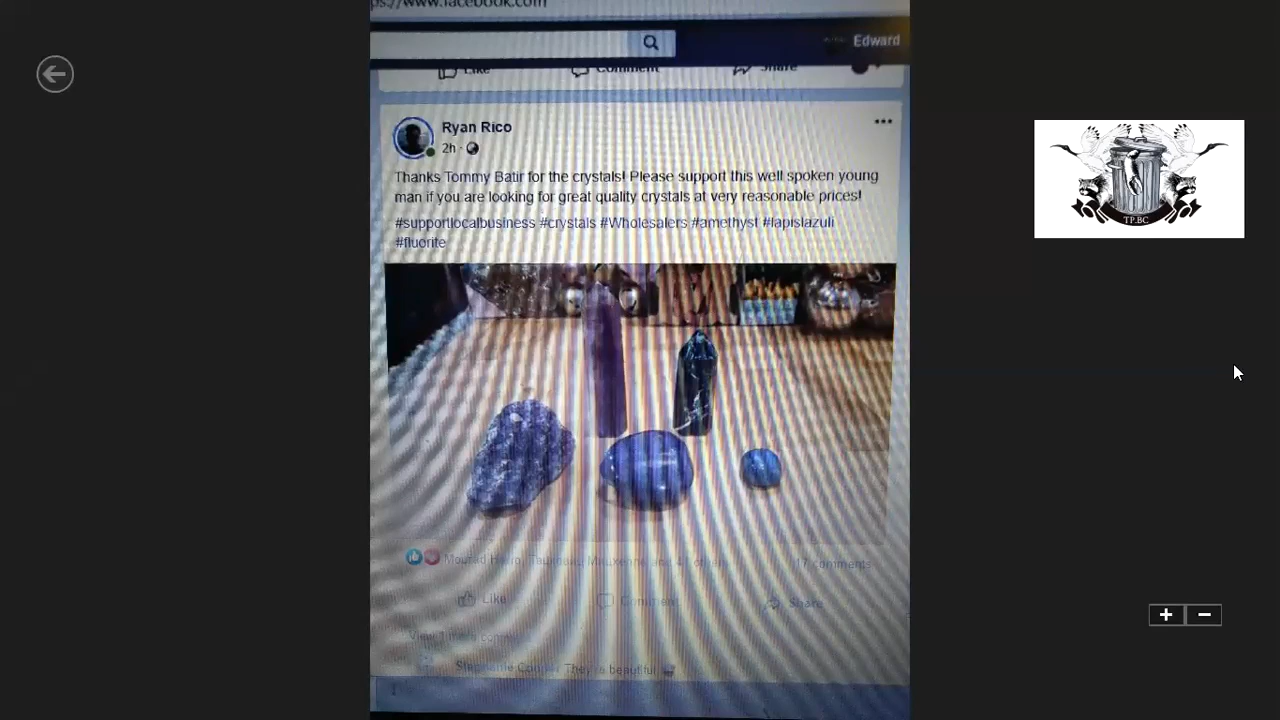 ps://www.facebook.com
Edward
Like Comment Share
Ryan Rico
2h
Thanks Tommy Batir for the crystals! Please support this well spoken young
man if you are looking for great quality crystals at very reasonable prices!
#supportlocalbusiness #crystals #Wholesalers #amethyst #lapislazuli
#fluorite
TP.BC
17 comments
Like Comment Share
They're beautiful